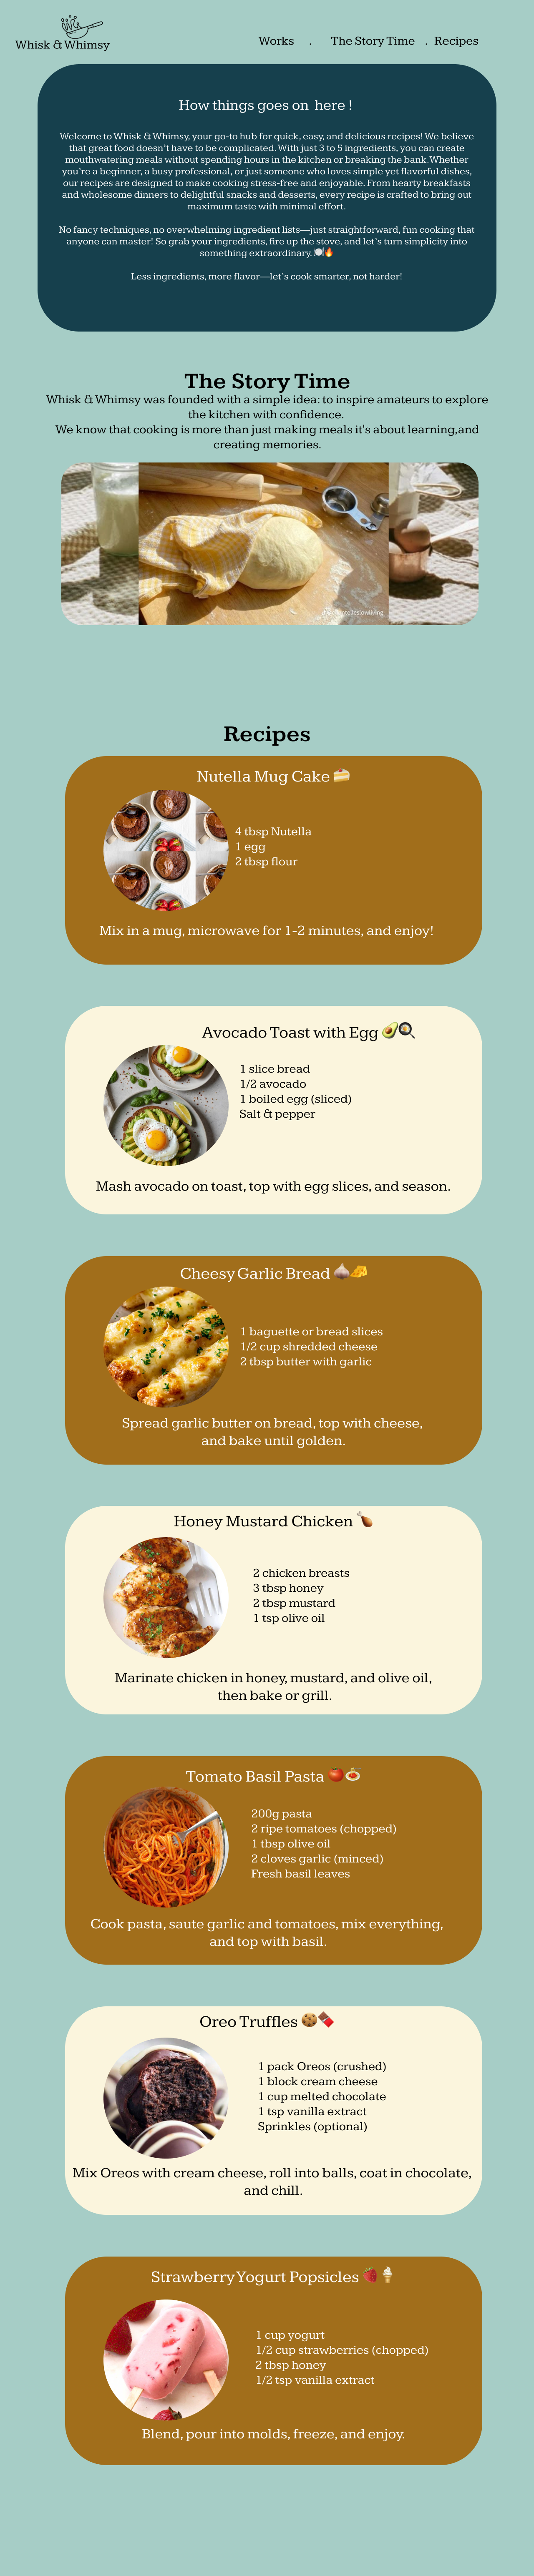 Whisk & Whimsy
Works . The Story Time . Recipes
How things goes on here !
Welcome to Whisk & Whimsy, your go-to hub for quick, easy, and delicious recipes! We believe
that great food doesn't have to be complicated. With just 3 to 5 ingredients, you can create
mouthwatering meals without spending hours in the kitchen or breaking the bank.Whether
you're a beginner, a busy professional, or just someone who loves simple yet flavorful dishes,
our recipes are designed to make cooking stress-free and enjoyable. From hearty breakfasts
and wholesome dinners to delightful snacks and desserts, every recipe is crafted to bring out
maximum taste with minimal effort.
No fancy techniques, no overwhelming ingredient lists—just straightforward, fun cooking that
anyone can master! So grab your ingredients, fire up the stove, and let's turn simplicity into
something extraordinary. 🍽️🔥
Less ingredients, more flavor—let's cook smarter, not harder!
The Story Time
Whisk & Whimsy was founded with a simple idea: to inspire amateurs to explore
the kitchen with confidence.
We know that cooking is more than just making meals it's about learning,and
creating memories.
Recipes
Nutella Mug Cake 🍰
4 tbsp Nutella
1 egg
2 tbsp flour
Mix in a mug, microwave for 1-2 minutes, and enjoy!
Avocado Toast with Egg 🥑🍳
1 slice bread
1/2 avocado
1 boiled egg (sliced)
Salt & pepper
Mash avocado on toast, top with egg slices, and season.
Cheesy Garlic Bread 🧄🧀
1 baguette or bread slices
1/2 cup shredded cheese
2 tbsp butter with garlic
Spread garlic butter on bread, top with cheese,
and bake until golden.
Honey Mustard Chicken 🍗
2 chicken breasts
3 tbsp honey
2 tbsp mustard
1 tsp olive oil
Marinate chicken in honey, mustard, and olive oil,
then bake or grill.
Tomato Basil Pasta 🍅🍝
200g pasta
2 ripe tomatoes (chopped)
1 tbsp olive oil
2 cloves garlic (minced)
Fresh basil leaves
Cook pasta, saute garlic and tomatoes, mix everything,
and top with basil.
Oreo Truffles 🍪🍫
1 pack Oreos (crushed)
1 block cream cheese
1 cup melted chocolate
1 tsp vanilla extract
Sprinkles (optional)
Mix Oreos with cream cheese, roll into balls, coat in chocolate,
and chill.
Strawberry Yogurt Popsicles 🍓🍦
1 cup yogurt
1/2 cup strawberries (chopped)
2 tbsp honey
1/2 tsp vanilla extract
Blend, pour into molds, freeze, and enjoy.